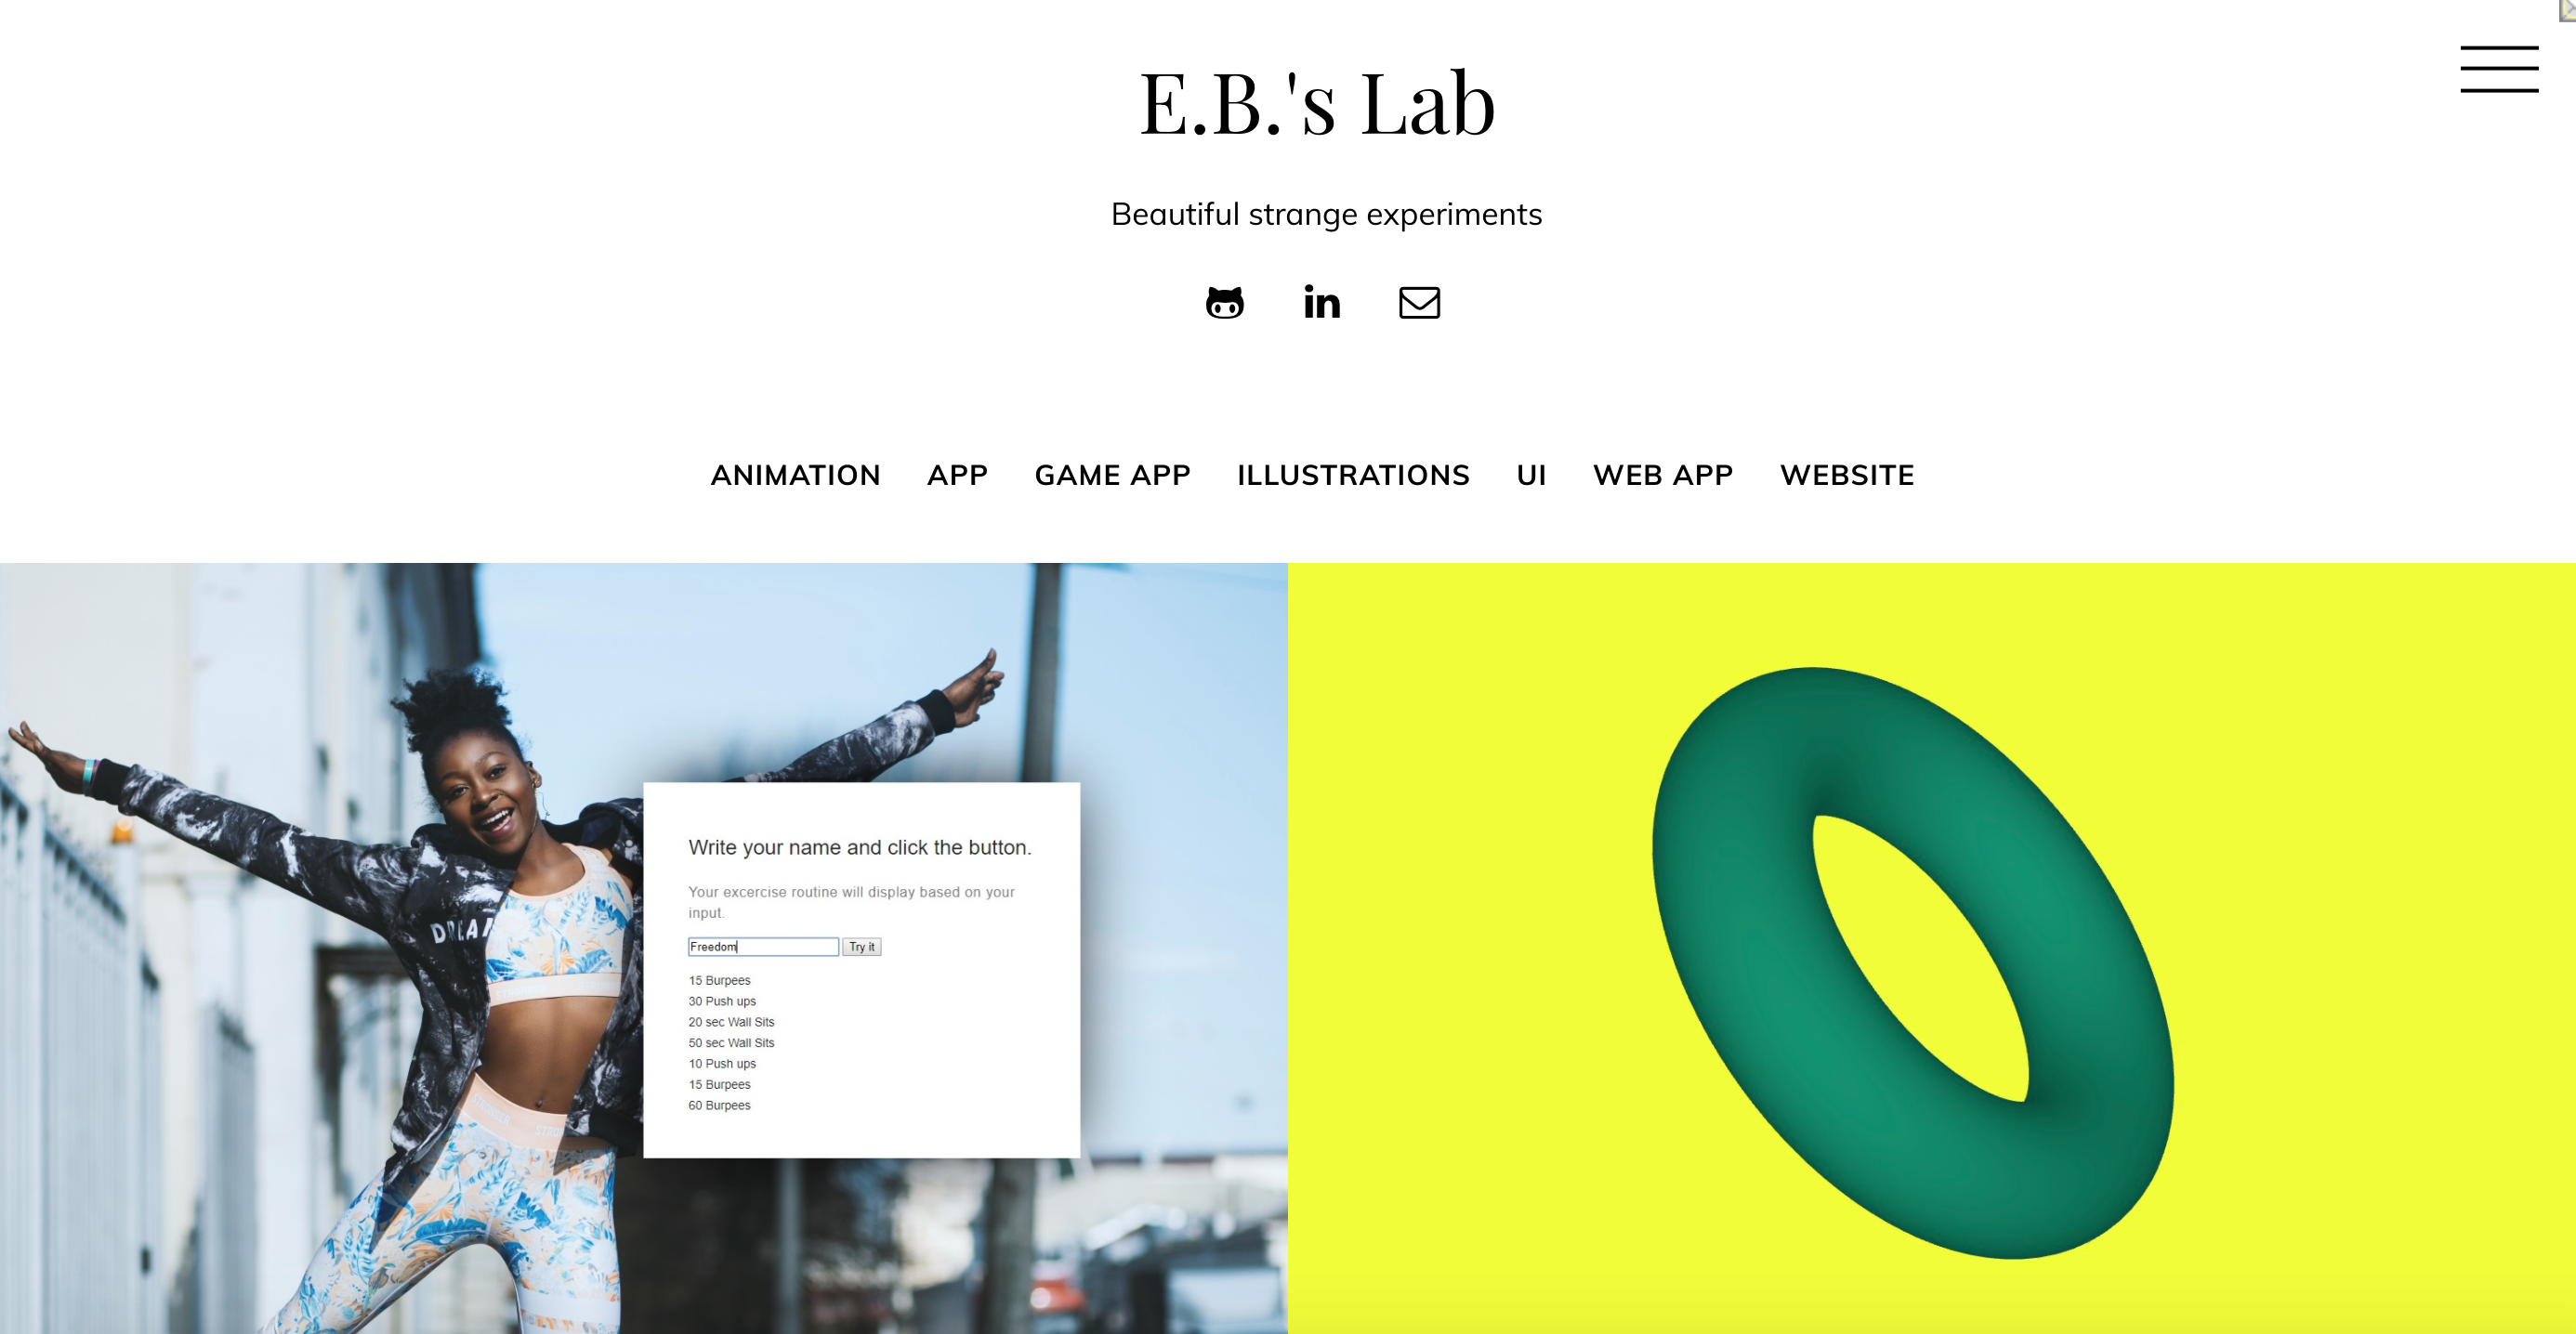 E.B.'s Lab
Beautiful strange experiments
in
ANIMATION APP GAME APP ILLUSTRATIONS UI WEB APP WEBSITE
Write your name and click the button.
Your excercise routine will display based on your
input.
Freedom Try it
15 Burpees
30 Push ups
20 sec Wall Sits
50 sec Wall Sits
10 Push ups
15 Burpees
60 Burpees